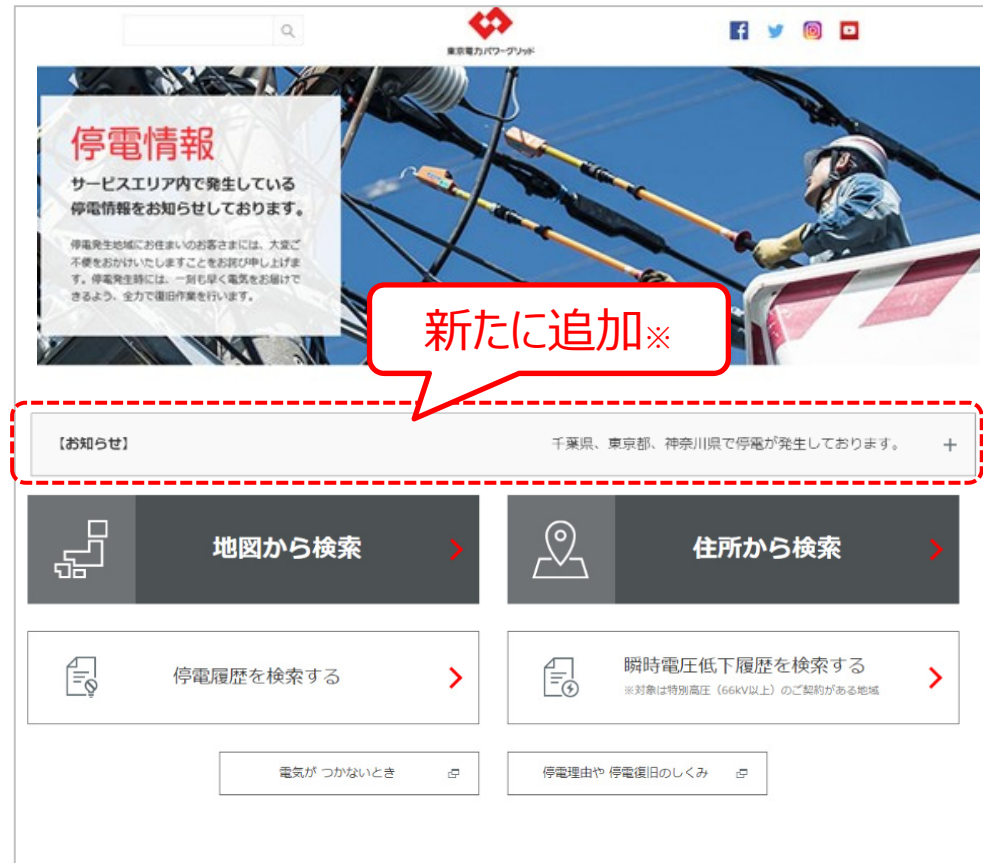 東京電力パワーグリッド
停電情報
サービスエリア内で発生している
停電情報をお知らせしております。
停電発生地域にお住まいのお客さまには、大変ご
不便をおかけいたしますことをお詫び申し上げま
す。停電発生時には、一刻も早く電気をお届けで
きるよう、全力で復旧作業を行います。
新たに追加※
【お知らせ】 千葉県、東京都、神奈川県で停電が発生しております。 +
地図から検索
住所から検索
停電履歴を検索する
瞬時電圧低下履歴を検索する
※対象は特別高圧（66kV以上）のご契約がある地域
電気が つかないとき
停電理由や 停電復旧のしくみ